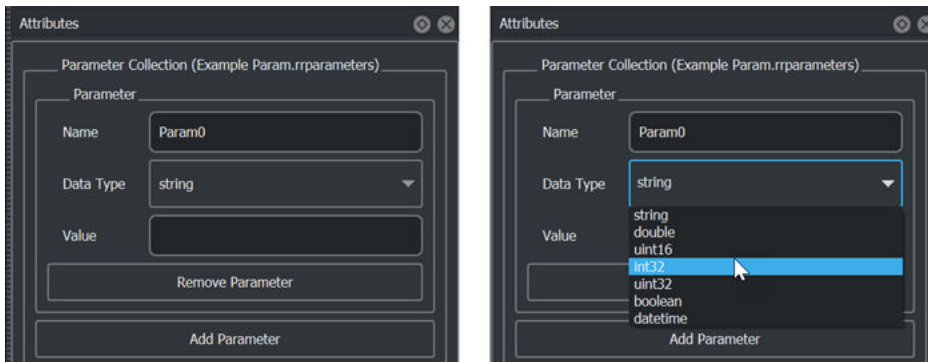 Attributes
Parameter Collection (Example Param.rrparameters)
Parameter
Name Param0
Data Type string
Value
Remove Parameter
Add Parameter
Attributes
Parameter Collection (Example Param.rrparameters)
Parameter
Name Param0
Data Type string
string
double
Value uint16
int32
uint32
boolean
datetime
Add Parameter